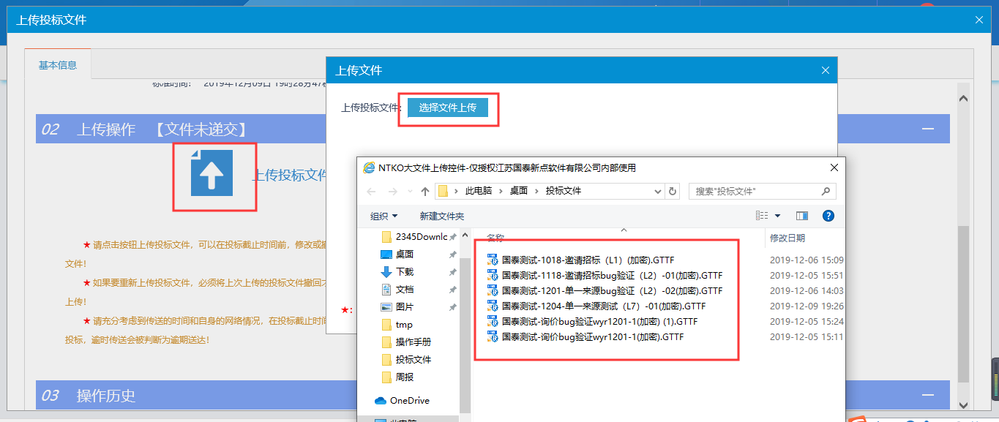 上传投标文件
基本信息
标准时间： 2019年12月09日 19时28分47秒
02 上传操作 【文件未递交】
上传投标文件
★ 请点击按钮上传投标文件，可以在投标截止时间前，修改或撤
文件！
★ 如果要重新上传投标文件，必须将上次上传的投标文件撤回才
上传！
★ 请充分考虑到传送的时间和自身的网络情况，在投标截止时间
投标，逾时传送会被判断为逾期送达！
03 操作历史
上传文件
上传投标文件:
选择文件上传
★:
NTKO大文件上传控件-仅授权江苏国泰新点软件有限公司内部使用
此电脑 › 桌面 › 投标文件
搜索"投标文件"
组织
新建文件夹
2345Downlc
桌面
下载
文档
图片
tmp
操作手册
投标文件
周报
OneDrive
此电脑
名称
修改日期
国泰测试-1018-邀请招标（L1）(加密).GTTF 2019-12-06 15:09
国泰测试-1118-邀请招标bug验证（L2）-01(加密).GTTF 2019-12-05 15:51
国泰测试-1201-单一来源bug验证（L2）-02(加密).GTTF 2019-12-06 14:03
国泰测试-1204-单一来源测试（L7）-01(加密).GTTF 2019-12-09 19:26
国泰测试-询价bug验证wyr1201-1(加密) (1).GTTF 2019-12-05 15:24
国泰测试-询价bug验证wyr1201-1(加密).GTTF 2019-12-05 15:11